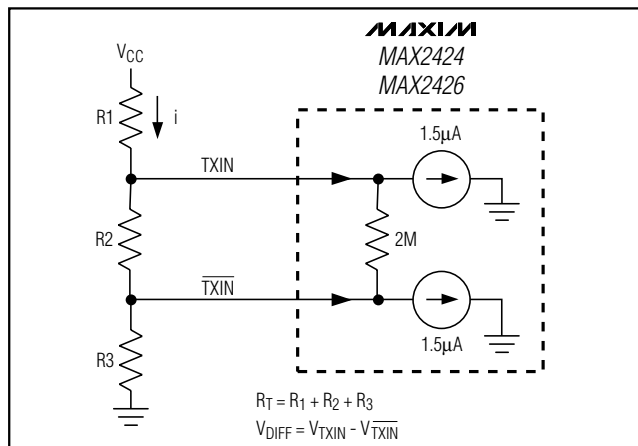 MAXIM
MAX2424
MAX2426
VCC
R1
i
1.5μA
TXIN
R2
2M
TXIN
1.5μA
R3
RT = R1 + R2 + R3
VDIFF = VTXIN - VTXIN